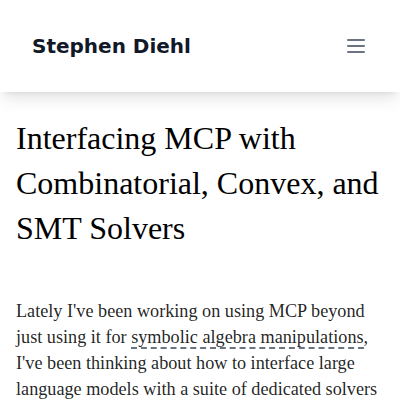 Stephen Diehl
Interfacing MCP with
Combinatorial, Convex, and
SMT Solvers
Lately I've been working on using MCP beyond
just using it for symbolic algebra manipulations,
I've been thinking about how to interface large
language models with a suite of dedicated solvers